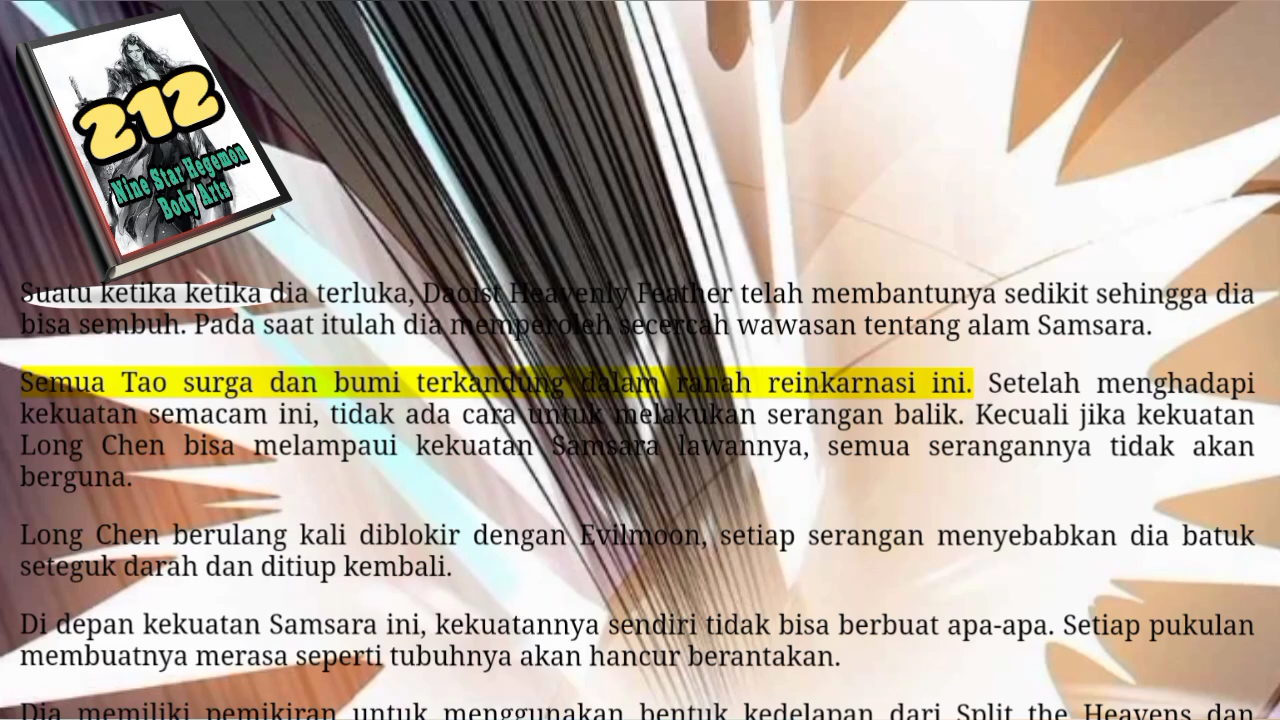 212
Nine Star Hegemon
Body Arts
Suatu ketika ketika dia terluka, Daoist Heavenly Feather telah membantunya sedikit sehingga dia
bisa sembuh. Pada saat itulah dia memperoleh secercah wawasan tentang alam Samsara.
Semua Tao surga dan bumi terkandung dalam ranah reinkarnasi ini. Setelah menghadapi
kekuatan semacam ini, tidak ada cara untuk melakukan serangan balik. Kecuali jika kekuatan
Long Chen bisa melampaui kekuatan Samsara lawannya, semua serangannya tidak akan
berguna.
Long Chen berulang kali diblokir dengan Evilmoon, setiap serangan menyebabkan dia batuk
seteguk darah dan ditiup kembali.
Di depan kekuatan Samsara ini, kekuatannya sendiri tidak bisa berbuat apa-apa. Setiap pukulan
membuatnya merasa seperti tubuhnya akan hancur berantakan.
Dia memiliki pemikiran untuk menggunakan bentuk kedelapan dari Split the Heavens dan